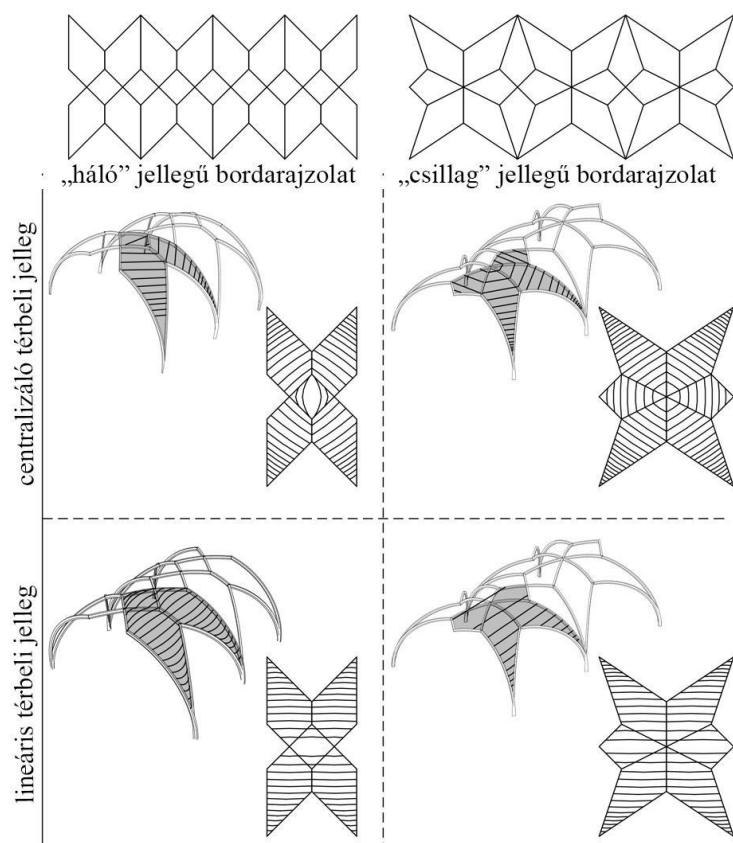 „háló” jellegű bordarajzolat
„csillag” jellegű bordarajzolat
centralizáló térbeli jelleg
lineáris térbeli jelleg